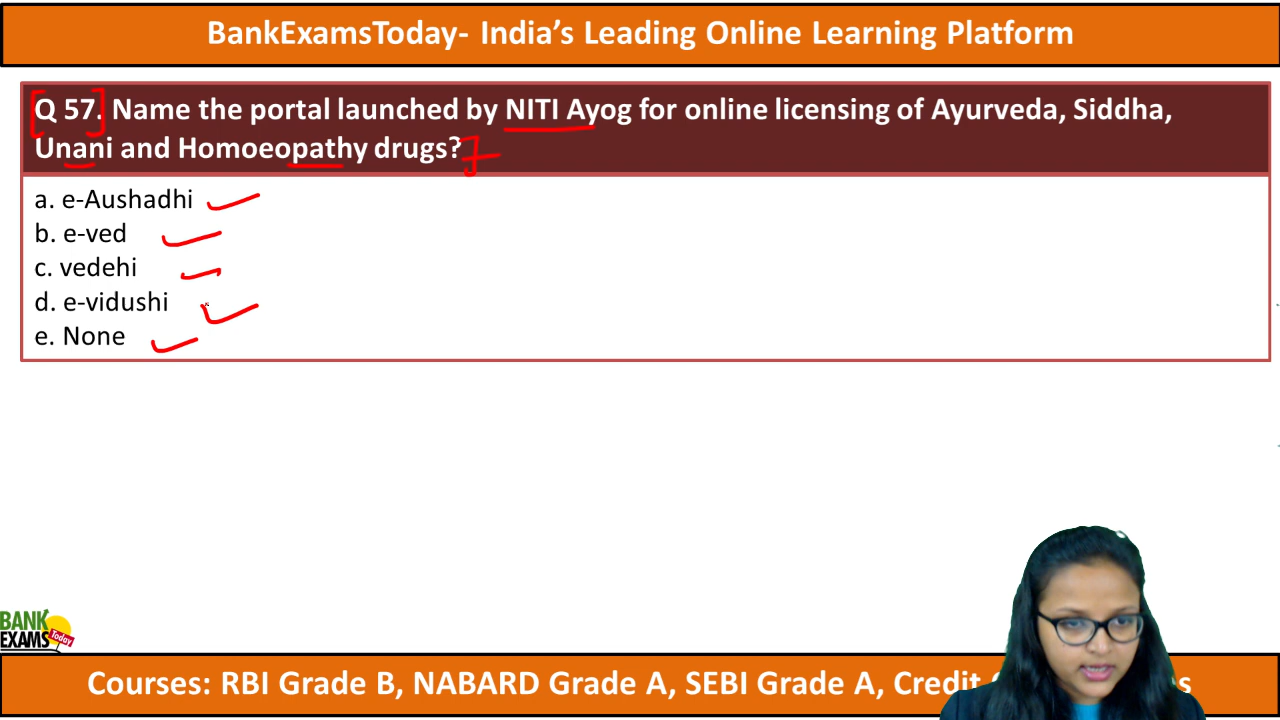 BankExamsToday- India's Leading Online Learning Platform
Q 57. Name the portal launched by NITI Ayog for online licensing of Ayurveda, Siddha,
Unani and Homoeopathy drugs?
a. e-Aushadhi
b. e-ved
c. vedehi
d. e-vidushi
e. None
BANK
EXAMS Today
Courses: RBI Grade B, NABARD Grade A, SEBI Grade A, Credit